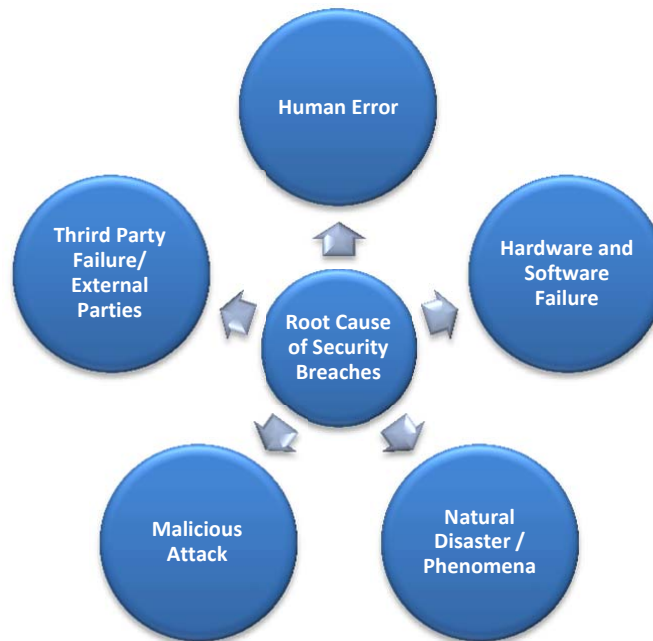 Human Error
Thrird Party
Failure/
External
Parties
Hardware and
Software
Failure
Root Cause
of Security
Breaches
Malicious
Attack
Natural
Disaster /
Phenomena